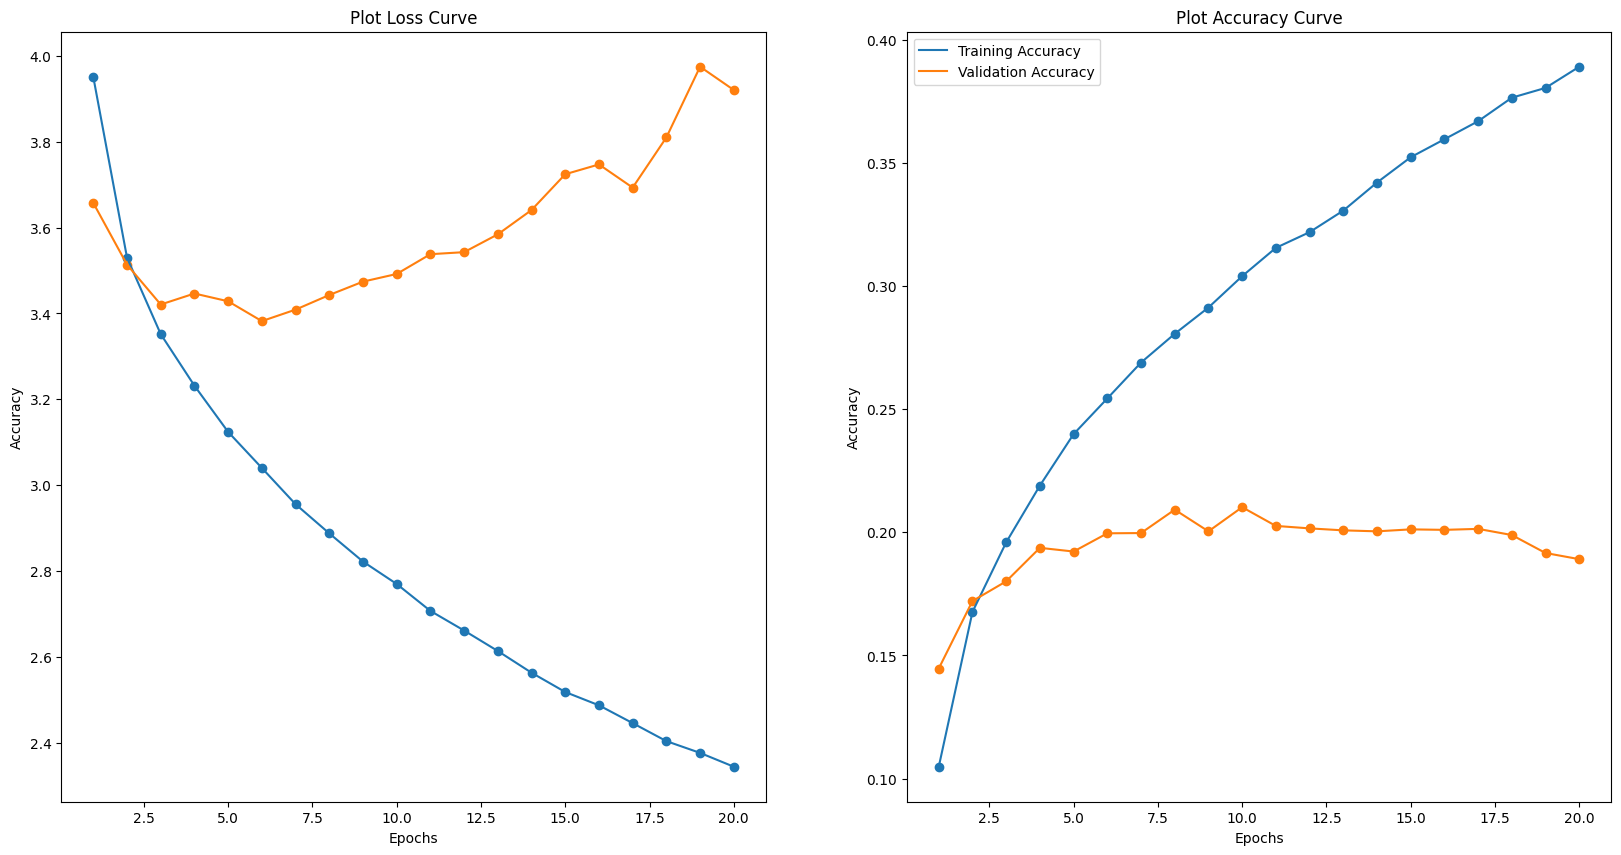 Plot Loss Curve
4.0
3.8
3.6
3.4
3.2
3.0
2.8
2.6
2.4
Accuracy
2.5 5.0 7.5 10.0 12.5 15.0 17.5 20.0
Epochs
Plot Accuracy Curve
Training Accuracy
Validation Accuracy
0.40
0.35
0.30
0.25
0.20
0.15
0.10
Accuracy
2.5 5.0 7.5 10.0 12.5 15.0 17.5 20.0
Epochs